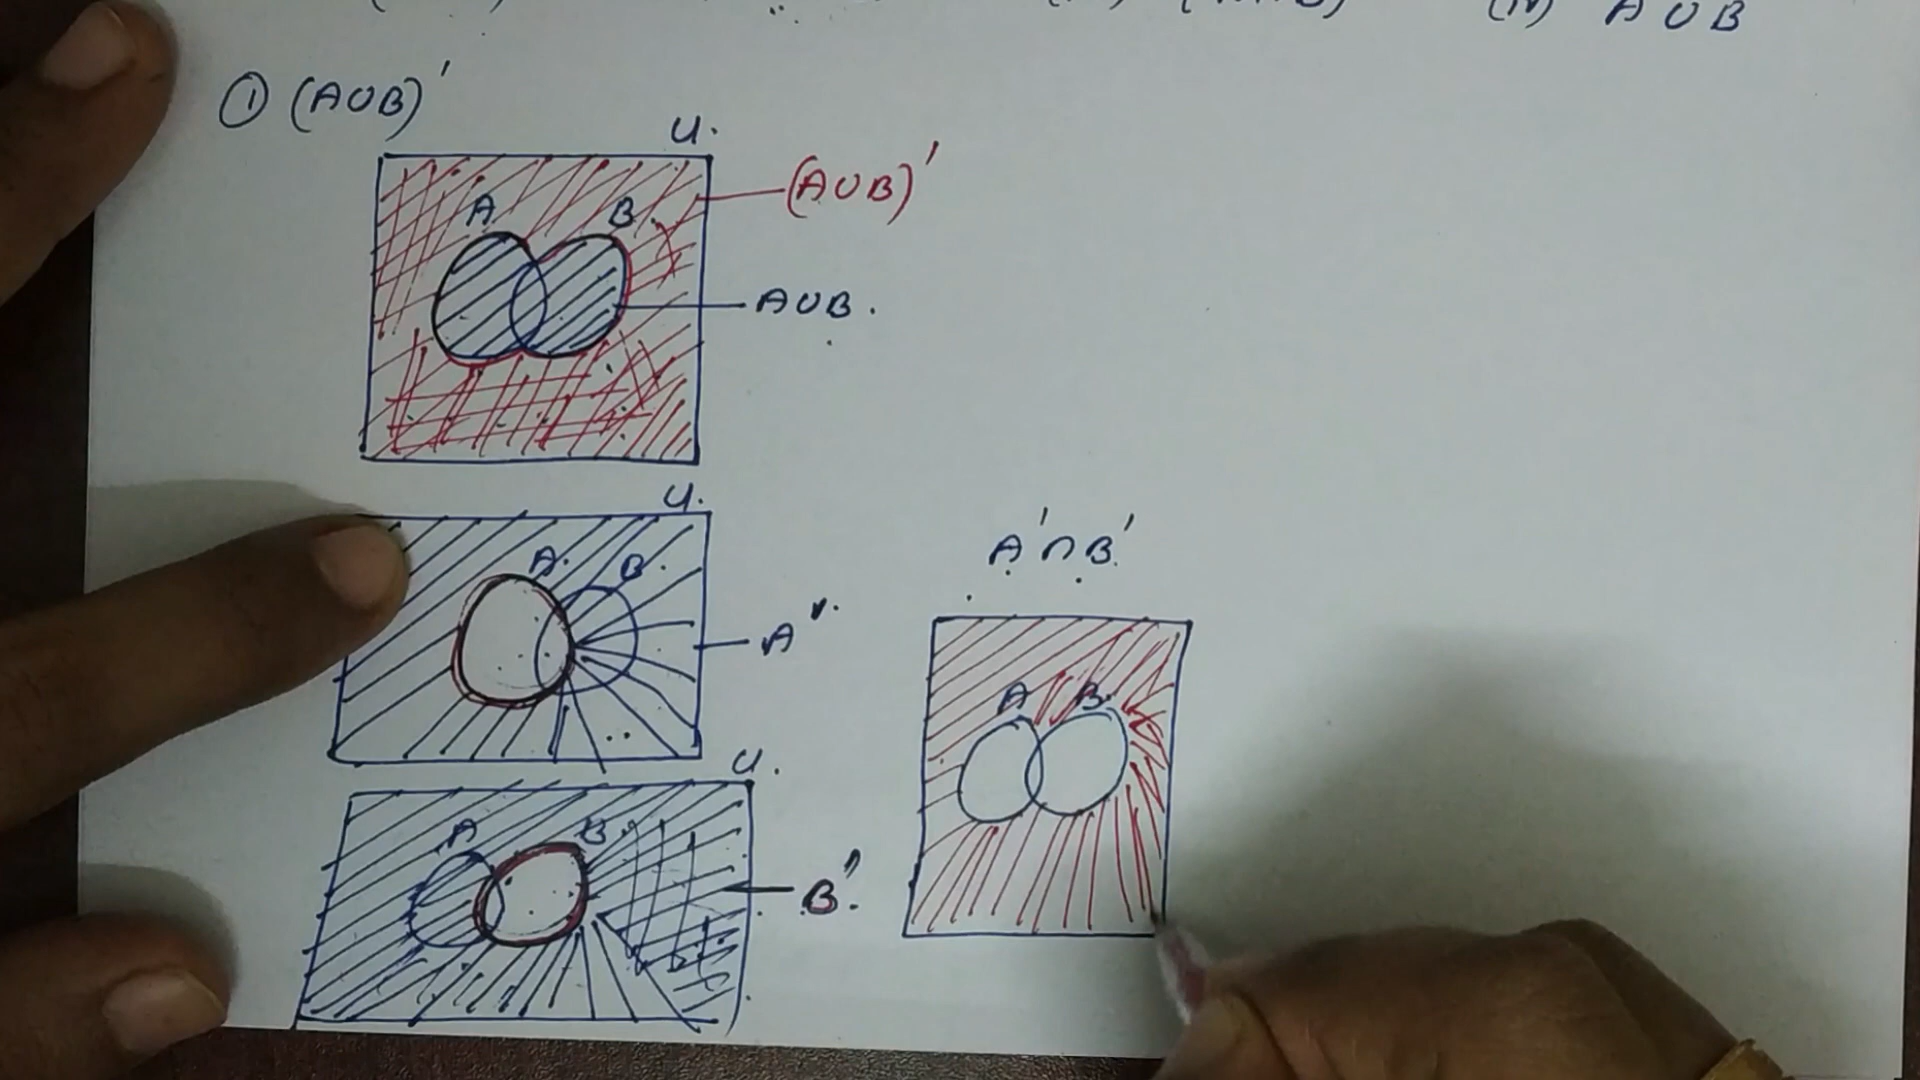 (IV) A ∪ B
① (A∪B)'
U.
A
B
(A∪B)'
A∪B.
U.
A.
B.
A'
A'∩B'
A
B
U.
A
B
B'